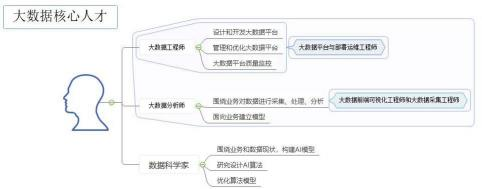 大数据核心人才
大数据工程师
设计和开发大数据平台
管理和优化大数据平台
大数据平台质量监控
大数据平台与部署运维工程师
大数据分析师
围绕业务对数据进行采集、处理、分析
面向业务建立模型
大数据前端可视化工程师和大数据采集工程师
数据科学家
围绕业务和数据现状，构建AI模型
研究设计AI算法
优化算法模型